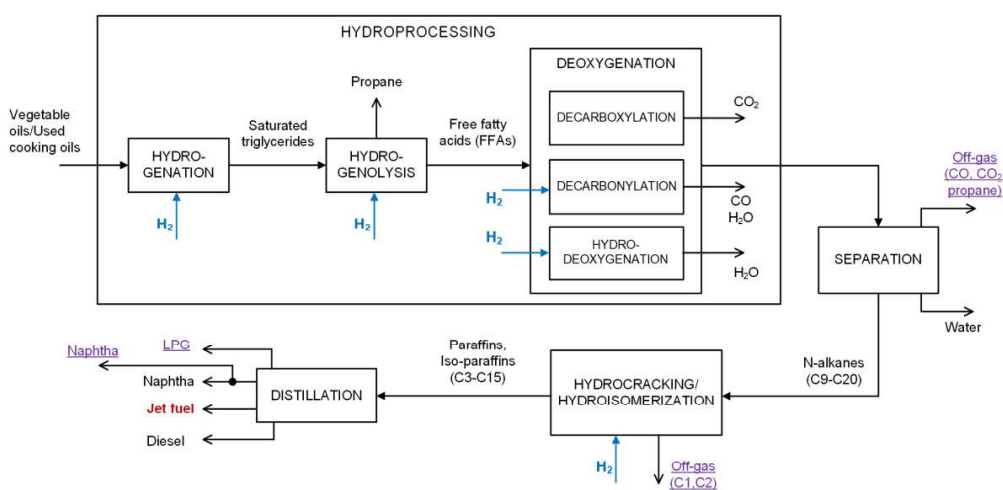 HYDROPROCESSING
DEOXYGENATION
Propane
DECARBOXYLATION
CO₂
Vegetable
oils/Used
cooking oils
Saturated
triglycerides
Free fatty
acids (FFAs)
HYDRO-
GENATION
HYDRO-
GENOLYSIS
H₂
DECARBONYLATION
CO
H₂O
Off-gas
(CO, CO₂
propane)
H₂
H₂
H₂
HYDRO-
DEOXYGENATION
H₂O
SEPARATION
Water
Naphtha
LPG
Naphtha
Jet fuel
Diesel
DISTILLATION
Paraffins,
Iso-paraffins
(C3-C15)
HYDROCRACKING/
HYDROISOMERIZATION
N-alkanes
(C9-C20)
H₂
Off-gas
(C1,C2)